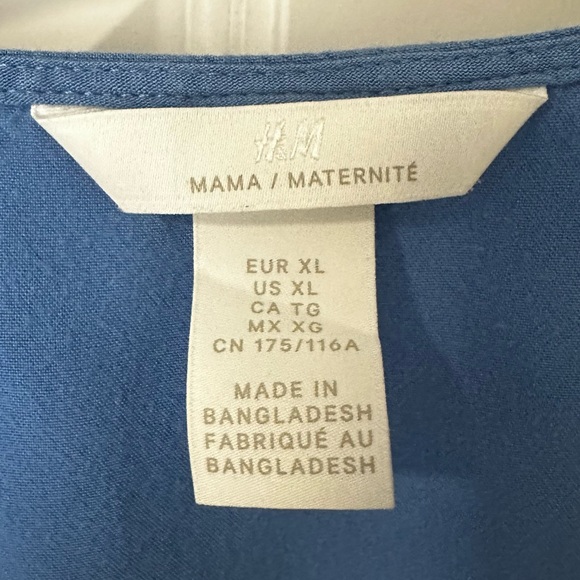 H&M
MAMA / MATERNITÉ
EUR XL
US XL
CA TG
MX XG
CN 175/116A
MADE IN
BANGLADESH
FABRIQUÉ AU
BANGLADESH